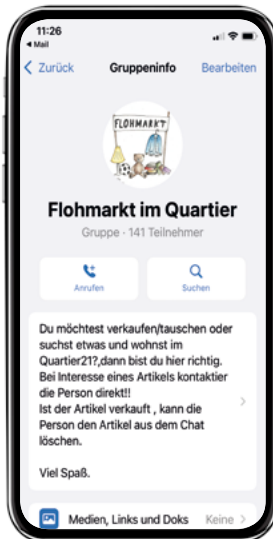 11:26
◀ Mail
Zurück Gruppeninfo Bearbeiten
FLOHMARKT
Flohmarkt im Quartier
Gruppe · 141 Teilnehmer
Anrufen Suchen
Du möchtest verkaufen/tauschen oder
suchst etwas und wohnst im
Quartier21?,dann bist du hier richtig.
Bei Interesse eines Artikels kontaktier
die Person direkt!!
Ist der Artikel verkauft , kann die
Person den Artikel aus dem Chat
löschen.
Viel Spaß.
Medien, Links und Doks Keine